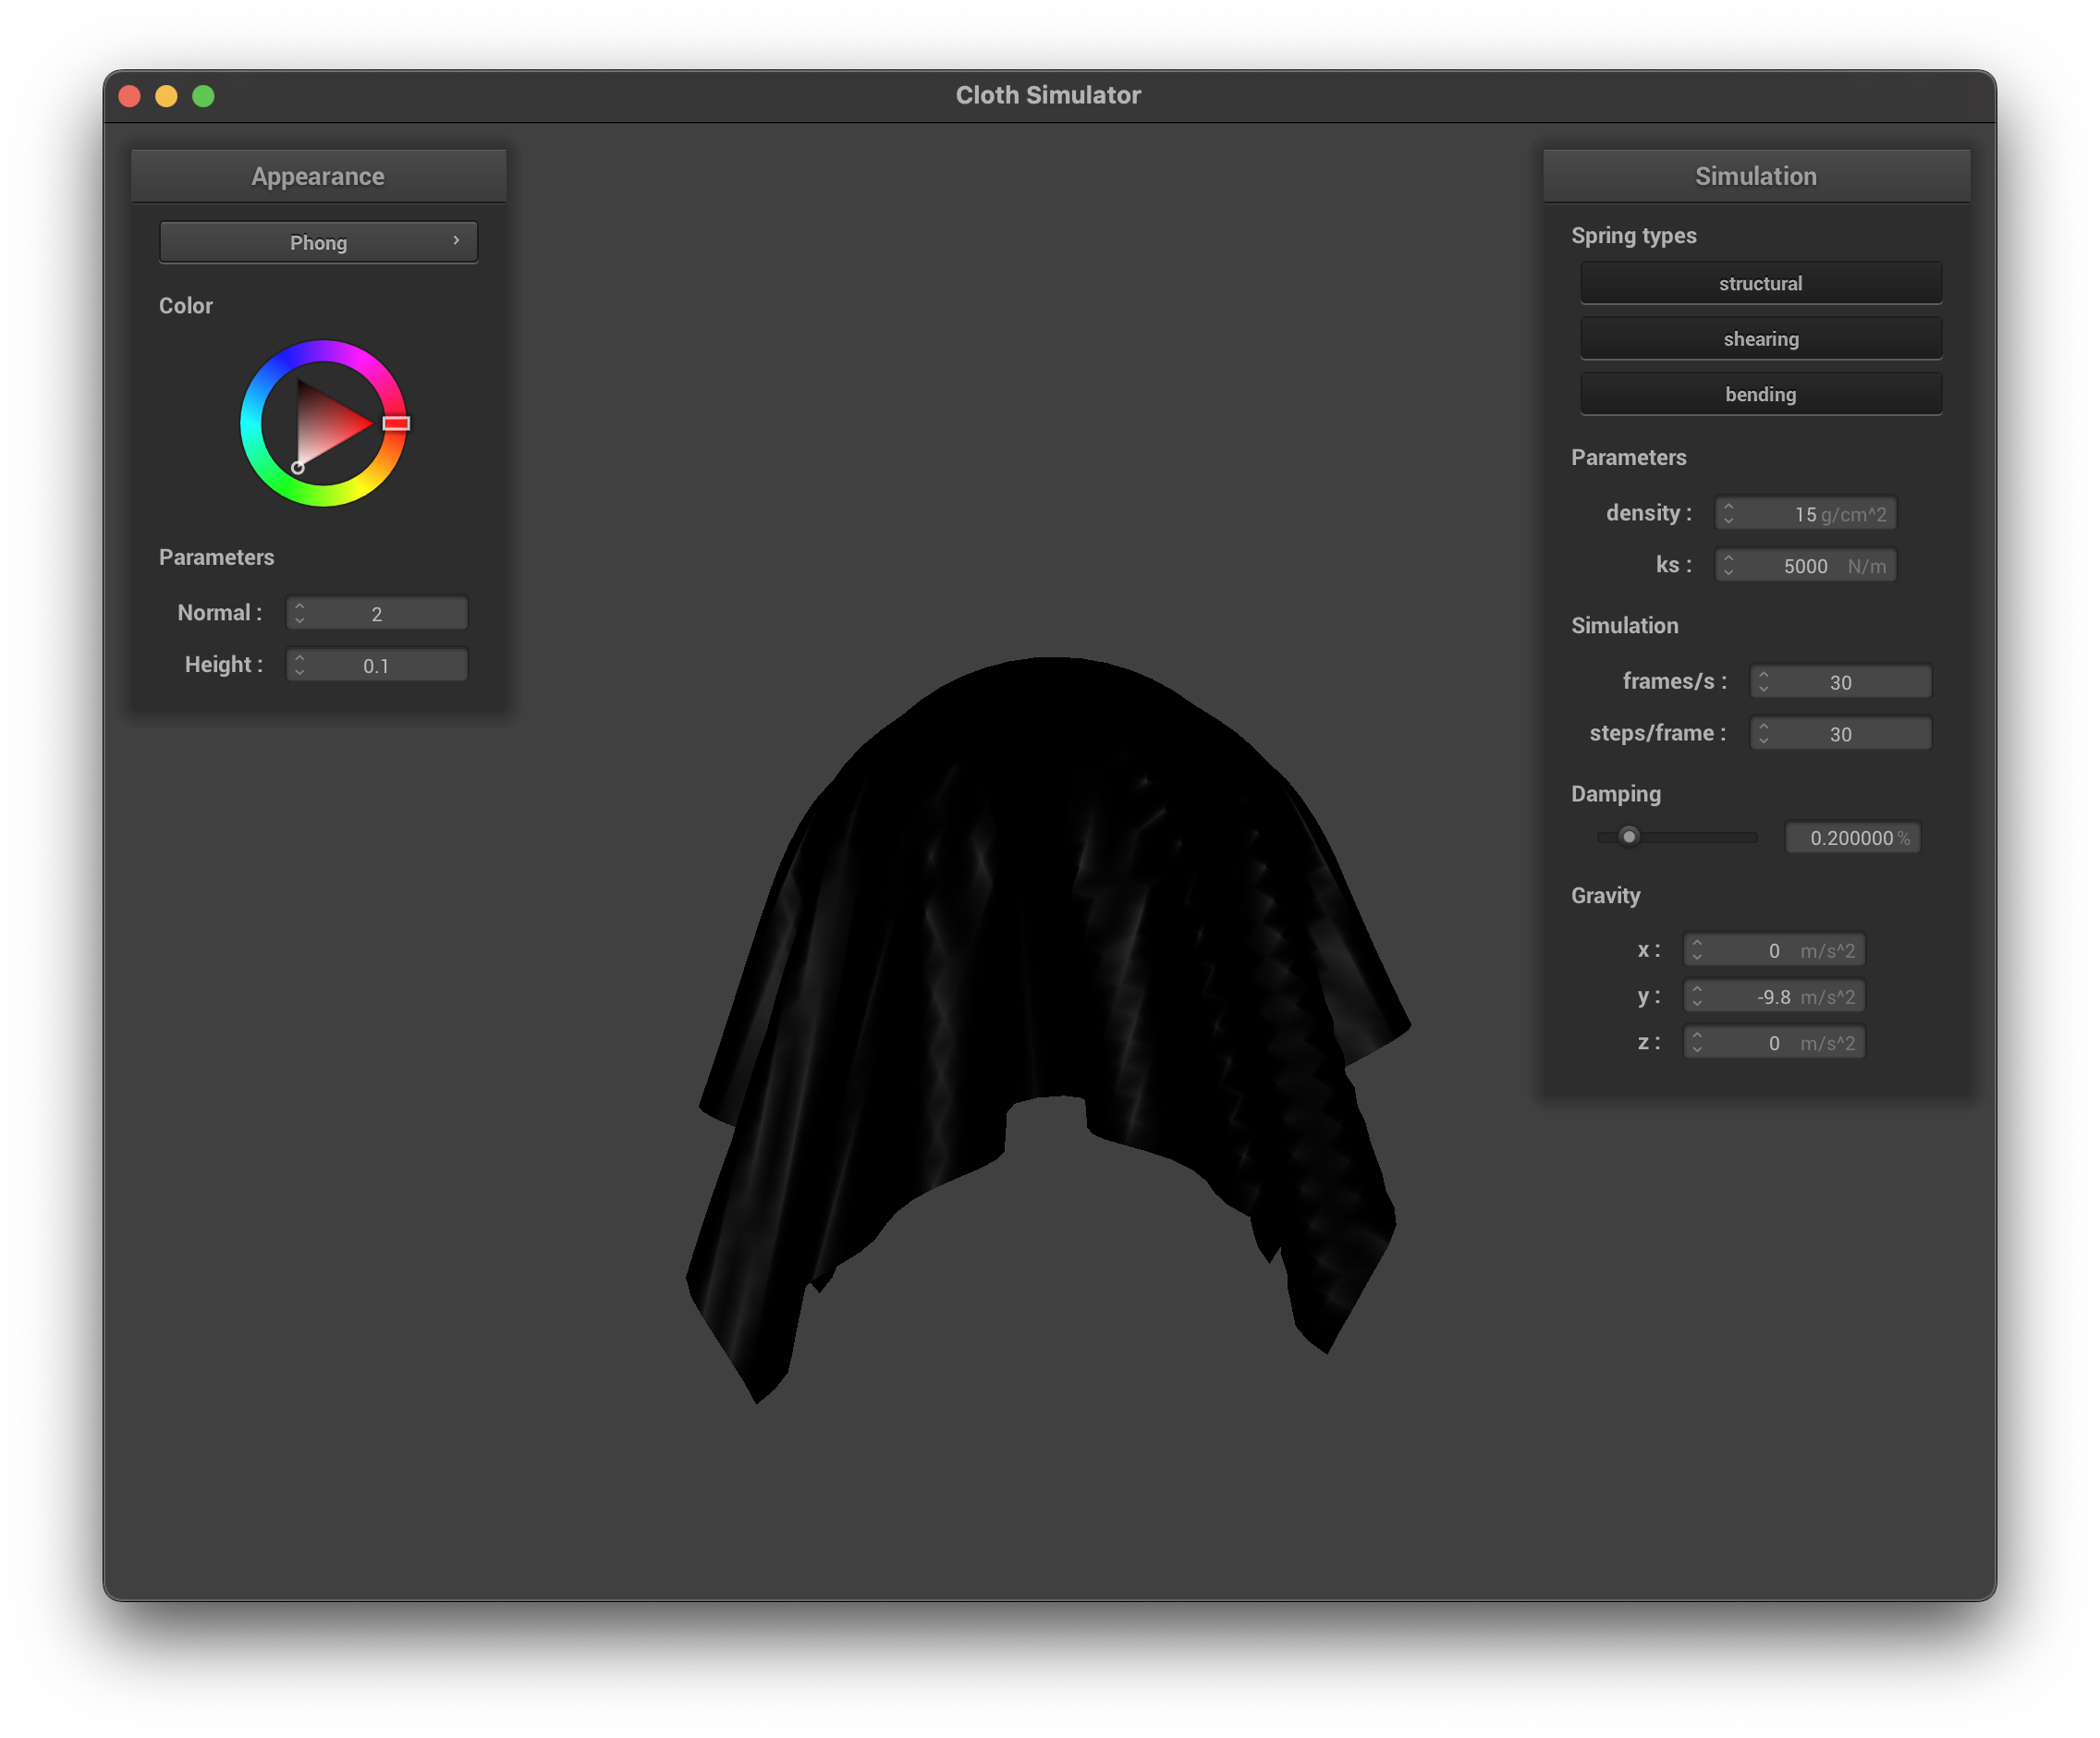 Cloth Simulator
Appearance
Phong
Color
Parameters
Normal : 2
Height : 0.1
Simulation
Spring types
structural
shearing
bending
Parameters
density : 15 g/cm^2
ks : 5000 N/m
Simulation
frames/s : 30
steps/frame : 30
Damping
0.200000 %
Gravity
x : 0 m/s^2
y : -9.8 m/s^2
z : 0 m/s^2